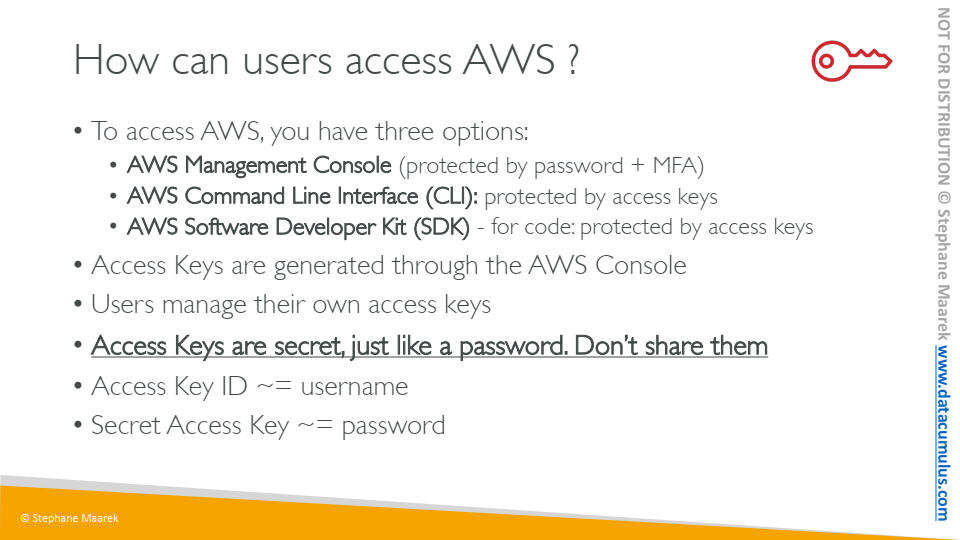 How can users access AWS ?
• To access AWS, you have three options:
• AWS Management Console (protected by password + MFA)
• AWS Command Line Interface (CLI): protected by access keys
• AWS Software Developer Kit (SDK) - for code: protected by access keys
• Access Keys are generated through the AWS Console
• Users manage their own access keys
• Access Keys are secret, just like a password. Don’t share them
• Access Key ID ~= username
• Secret Access Key ~= password
© Stephane Maarek
NOT FOR DISTRIBUTION © Stephane Maarek www.datacumulus.com